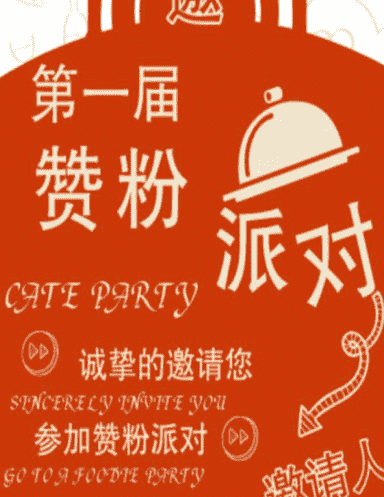 邀
第一届
赞粉
派对
CATE PARTY
诚挚的邀请您
SINCERELY INVITE YOU
参加赞粉派对
GO TO A FOODIE PARTY
邀请人